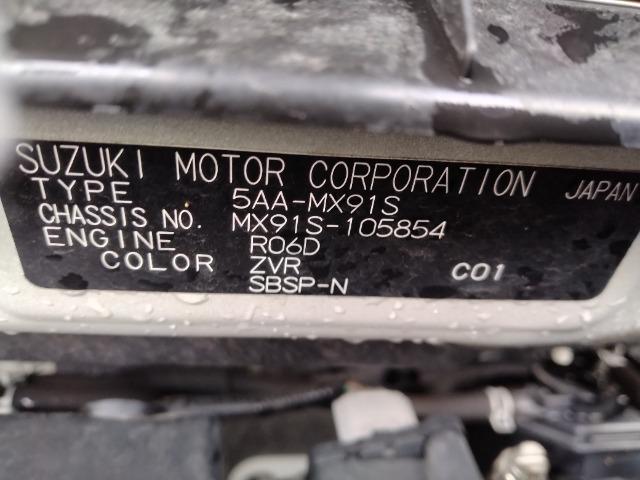 SUZUKI MOTOR CORPORATION JAPAN
TYPE 5AA-MX91S
CHASSIS NO. MX91S-105854
ENGINE R06D
COLOR ZVR C01
SBSP-N